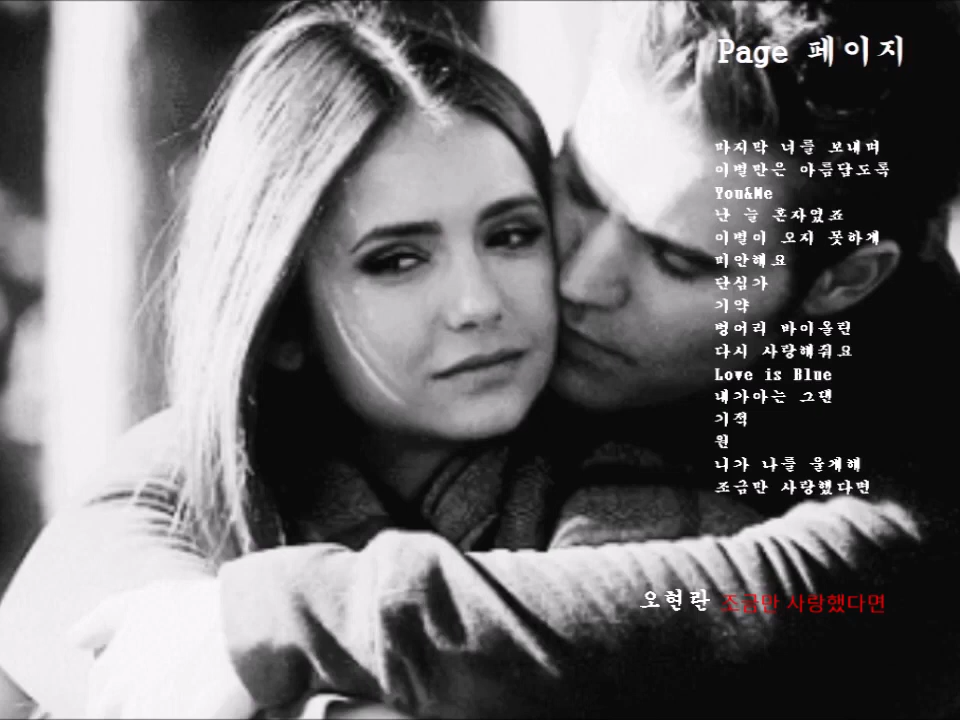 Page 페이지
마지막 너를 보내며
이별만은 아름답도록
You&Me
난 늘 혼자였죠
이별이 오지 못하게
미안해요
단심가
기약
벙어리 바이올린
다시 사랑해줘요
Love is Blue
내가아는 그댄
기적
원
니가 나를 울게해
조금만 사랑했다면
오현란 조금만 사랑했다면